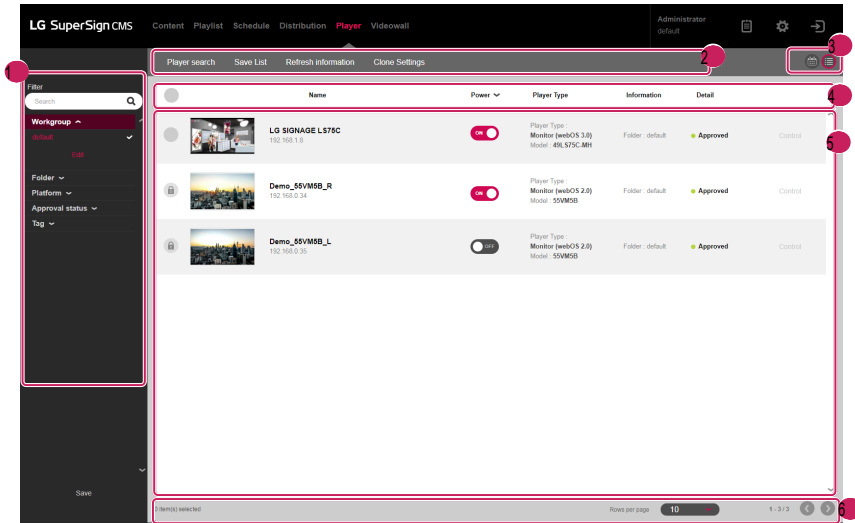 LG SuperSign CMS Content Playlist Schedule Distribution Player Videowall
Administrator
default
Player search Save List Refresh information Clone Settings
1
2
3
Filter
Search
Name Power Player Type Information Detail
4
Workgroup
default
Edit
Folder
Platform
Approval status
Tag
Save
LG SIGNAGE LS75C
192.168.1.8
ON
Player Type :
Monitor (webOS 3.0)
Model : 49LS75C-MH
Folder : default
Approved
Control
5
Demo_55VM5B_R
192.168.0.34
ON
Player Type :
Monitor (webOS 2.0)
Model : 55VM5B
Folder : default
Approved
Control
Demo_55VM5B_L
192.168.0.35
OFF
Player Type :
Monitor (webOS 2.0)
Model : 55VM5B
Folder : default
Approved
Control
item(s) selected
Rows per page 10 1 - 3 / 3
6